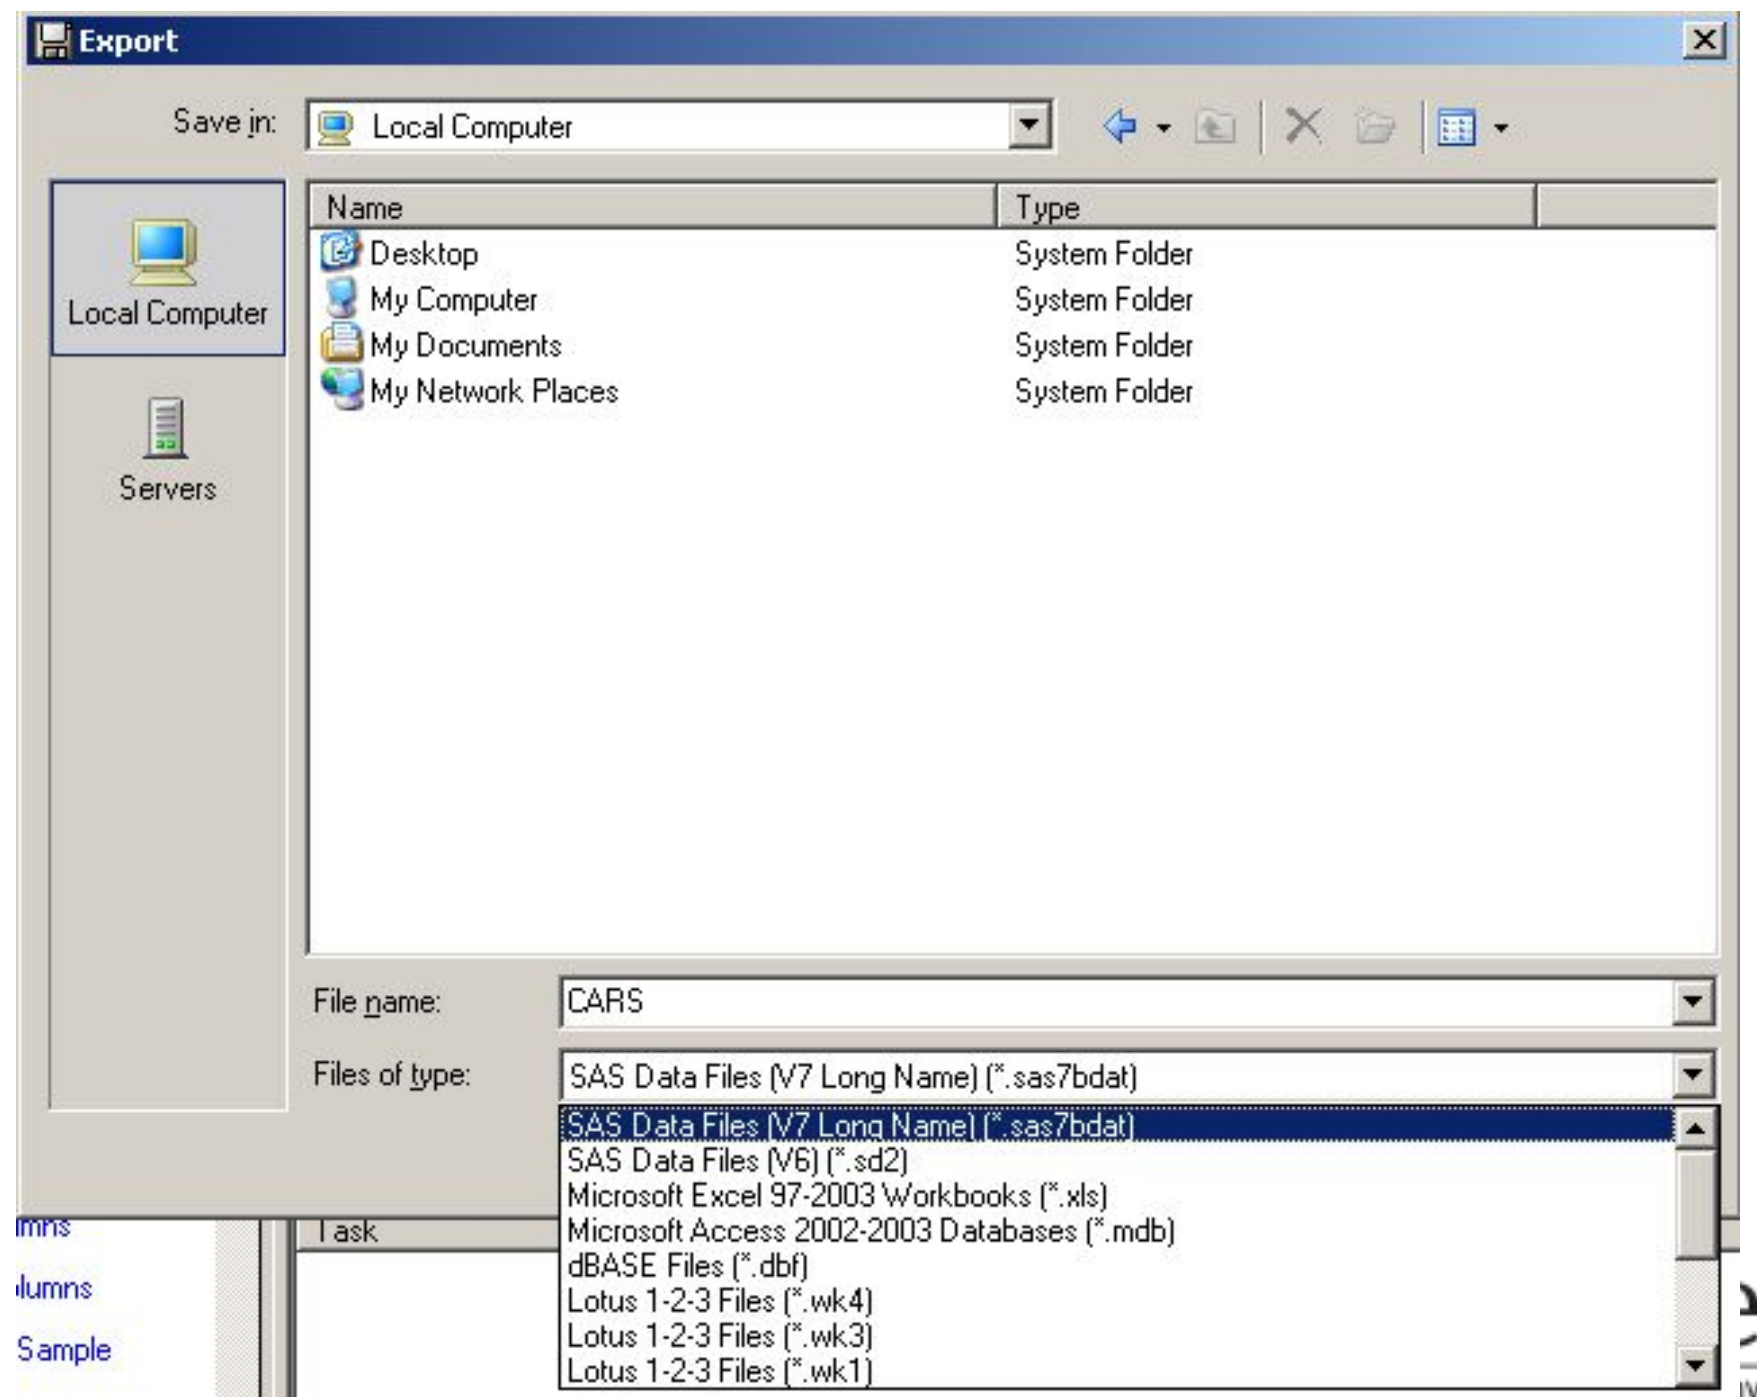 Export
Save in: Local Computer
Name Type
Desktop System Folder
My Computer System Folder
My Documents System Folder
My Network Places System Folder
Local Computer
Servers
File name: CARS
Files of type: SAS Data Files (V7 Long Name) (*.sas7bdat)
SAS Data Files (V7 Long Name) (*.sas7bdat)
SAS Data Files (V6) (*.sd2)
Microsoft Excel 97-2003 Workbooks (*.xls)
Microsoft Access 2002-2003 Databases (*.mdb)
dBASE Files (*.dbf)
Lotus 1-2-3 Files (*.wk4)
Lotus 1-2-3 Files (*.wk3)
Lotus 1-2-3 Files (*.wk1)
Task
Sample